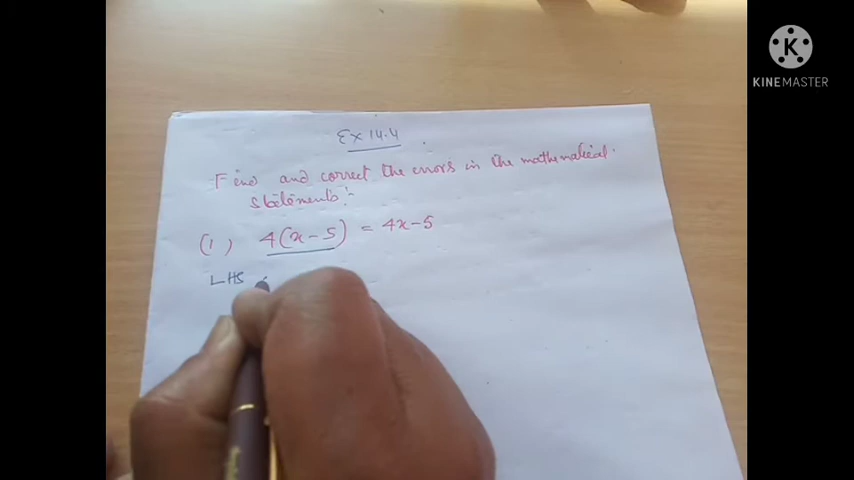 KINEMASTER
Ex 14.4
Find and correct the errors in the mathematical
statements:-
(1) 4(x-5) = 4x-5
LHS